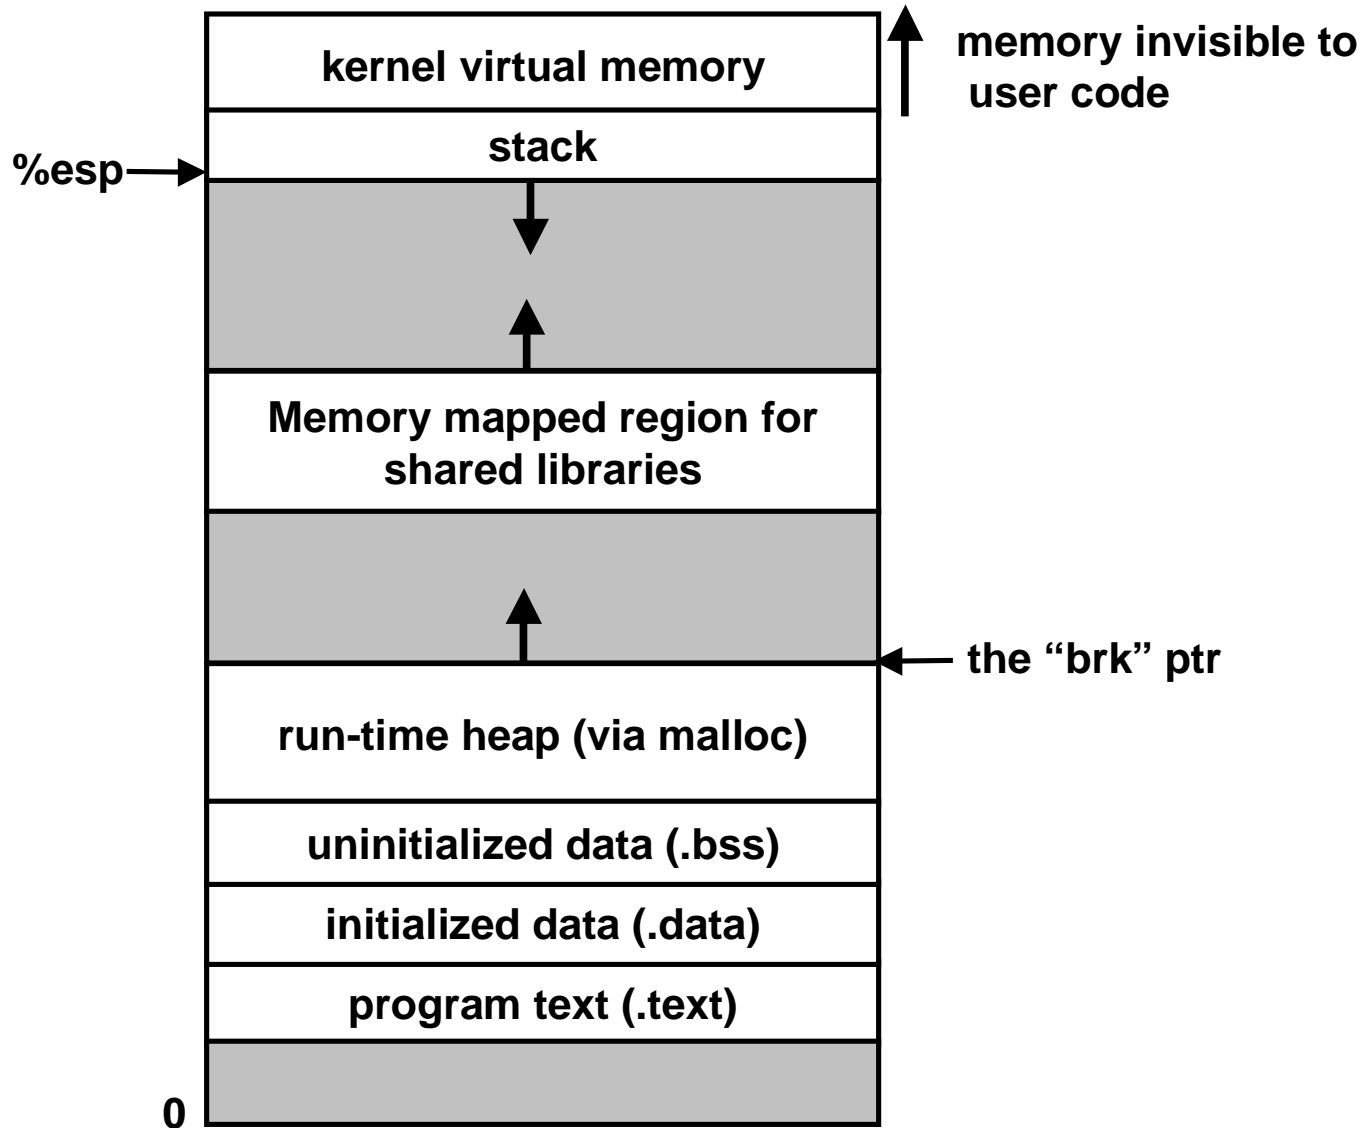 kernel virtual memory
memory invisible to
user code
stack
%esp
Memory mapped region for
shared libraries
the “brk” ptr
run-time heap (via malloc)
uninitialized data (.bss)
initialized data (.data)
program text (.text)
0